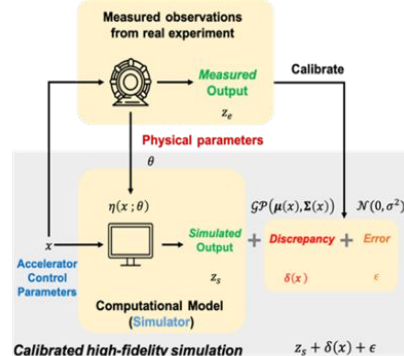 Measured observations
from real experiment
Measured
Output
z_e
Calibrate
Physical parameters
θ
η(x ; θ)
𝒢𝒫(μ(x), Σ(x))
𝒩(0, σ²)
x
Simulated
Output
+
Discrepancy
+
Error
Accelerator
Control
Parameters
z_s
δ(x)
ϵ
Computational Model
(Simulator)
Calibrated high-fidelity simulation
z_s + δ(x) + ϵ